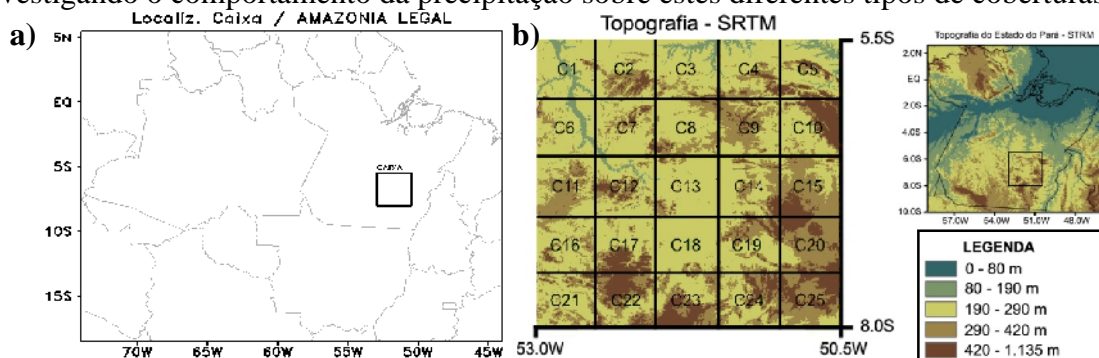 vestigando o comportamento da precipitação sobre estes diferentes tipos de coberturas
a)
Localiz. Caixa / AMAZONIA LEGAL
5N
EQ
5S
10S
15S
70W 65W 60W 55W 50W 45W
CAIXA
b)
Topografia - SRTM
C1 C2 C3 C4 C5
C6 C7 C8 C9 C10
C11 C12 C13 C14 C15
C16 C17 C18 C19 C20
C21 C22 C23 C24 C25
5.5S
8.0S
53.0W 50.5W
Topografia do Estado do Pará - STRM
2.0N
EQ
2.0S
4.0S
6.0S
8.0S
10.0S
57.0W 54.0W 51.0W 48.0W
LEGENDA
0 - 80 m
80 - 190 m
190 - 290 m
290 - 420 m
420 - 1.135 m